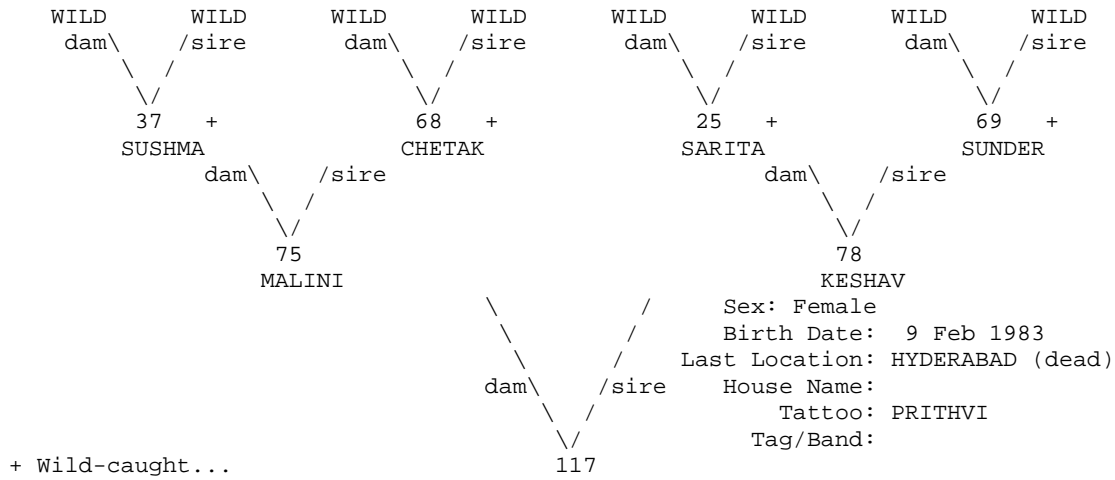 WILD WILD WILD WILD WILD WILD WILD WILD
dam\ /sire dam\ /sire dam\ /sire dam\ /sire
\ / \ / \ / \ /
\/ \/ \/ \/
37 + 68 + 25 + 69 +
SUSHMA CHETAK SARITA SUNDER
dam\ /sire dam\ /sire
\ / \ /
\/ \/
75 78
MALINI KESHAV
\ / Sex: Female
\ / Birth Date: 9 Feb 1983
\ / Last Location: HYDERABAD (dead)
dam\ /sire House Name:
\ / Tattoo: PRITHVI
\/ Tag/Band:
+ Wild-caught... 117